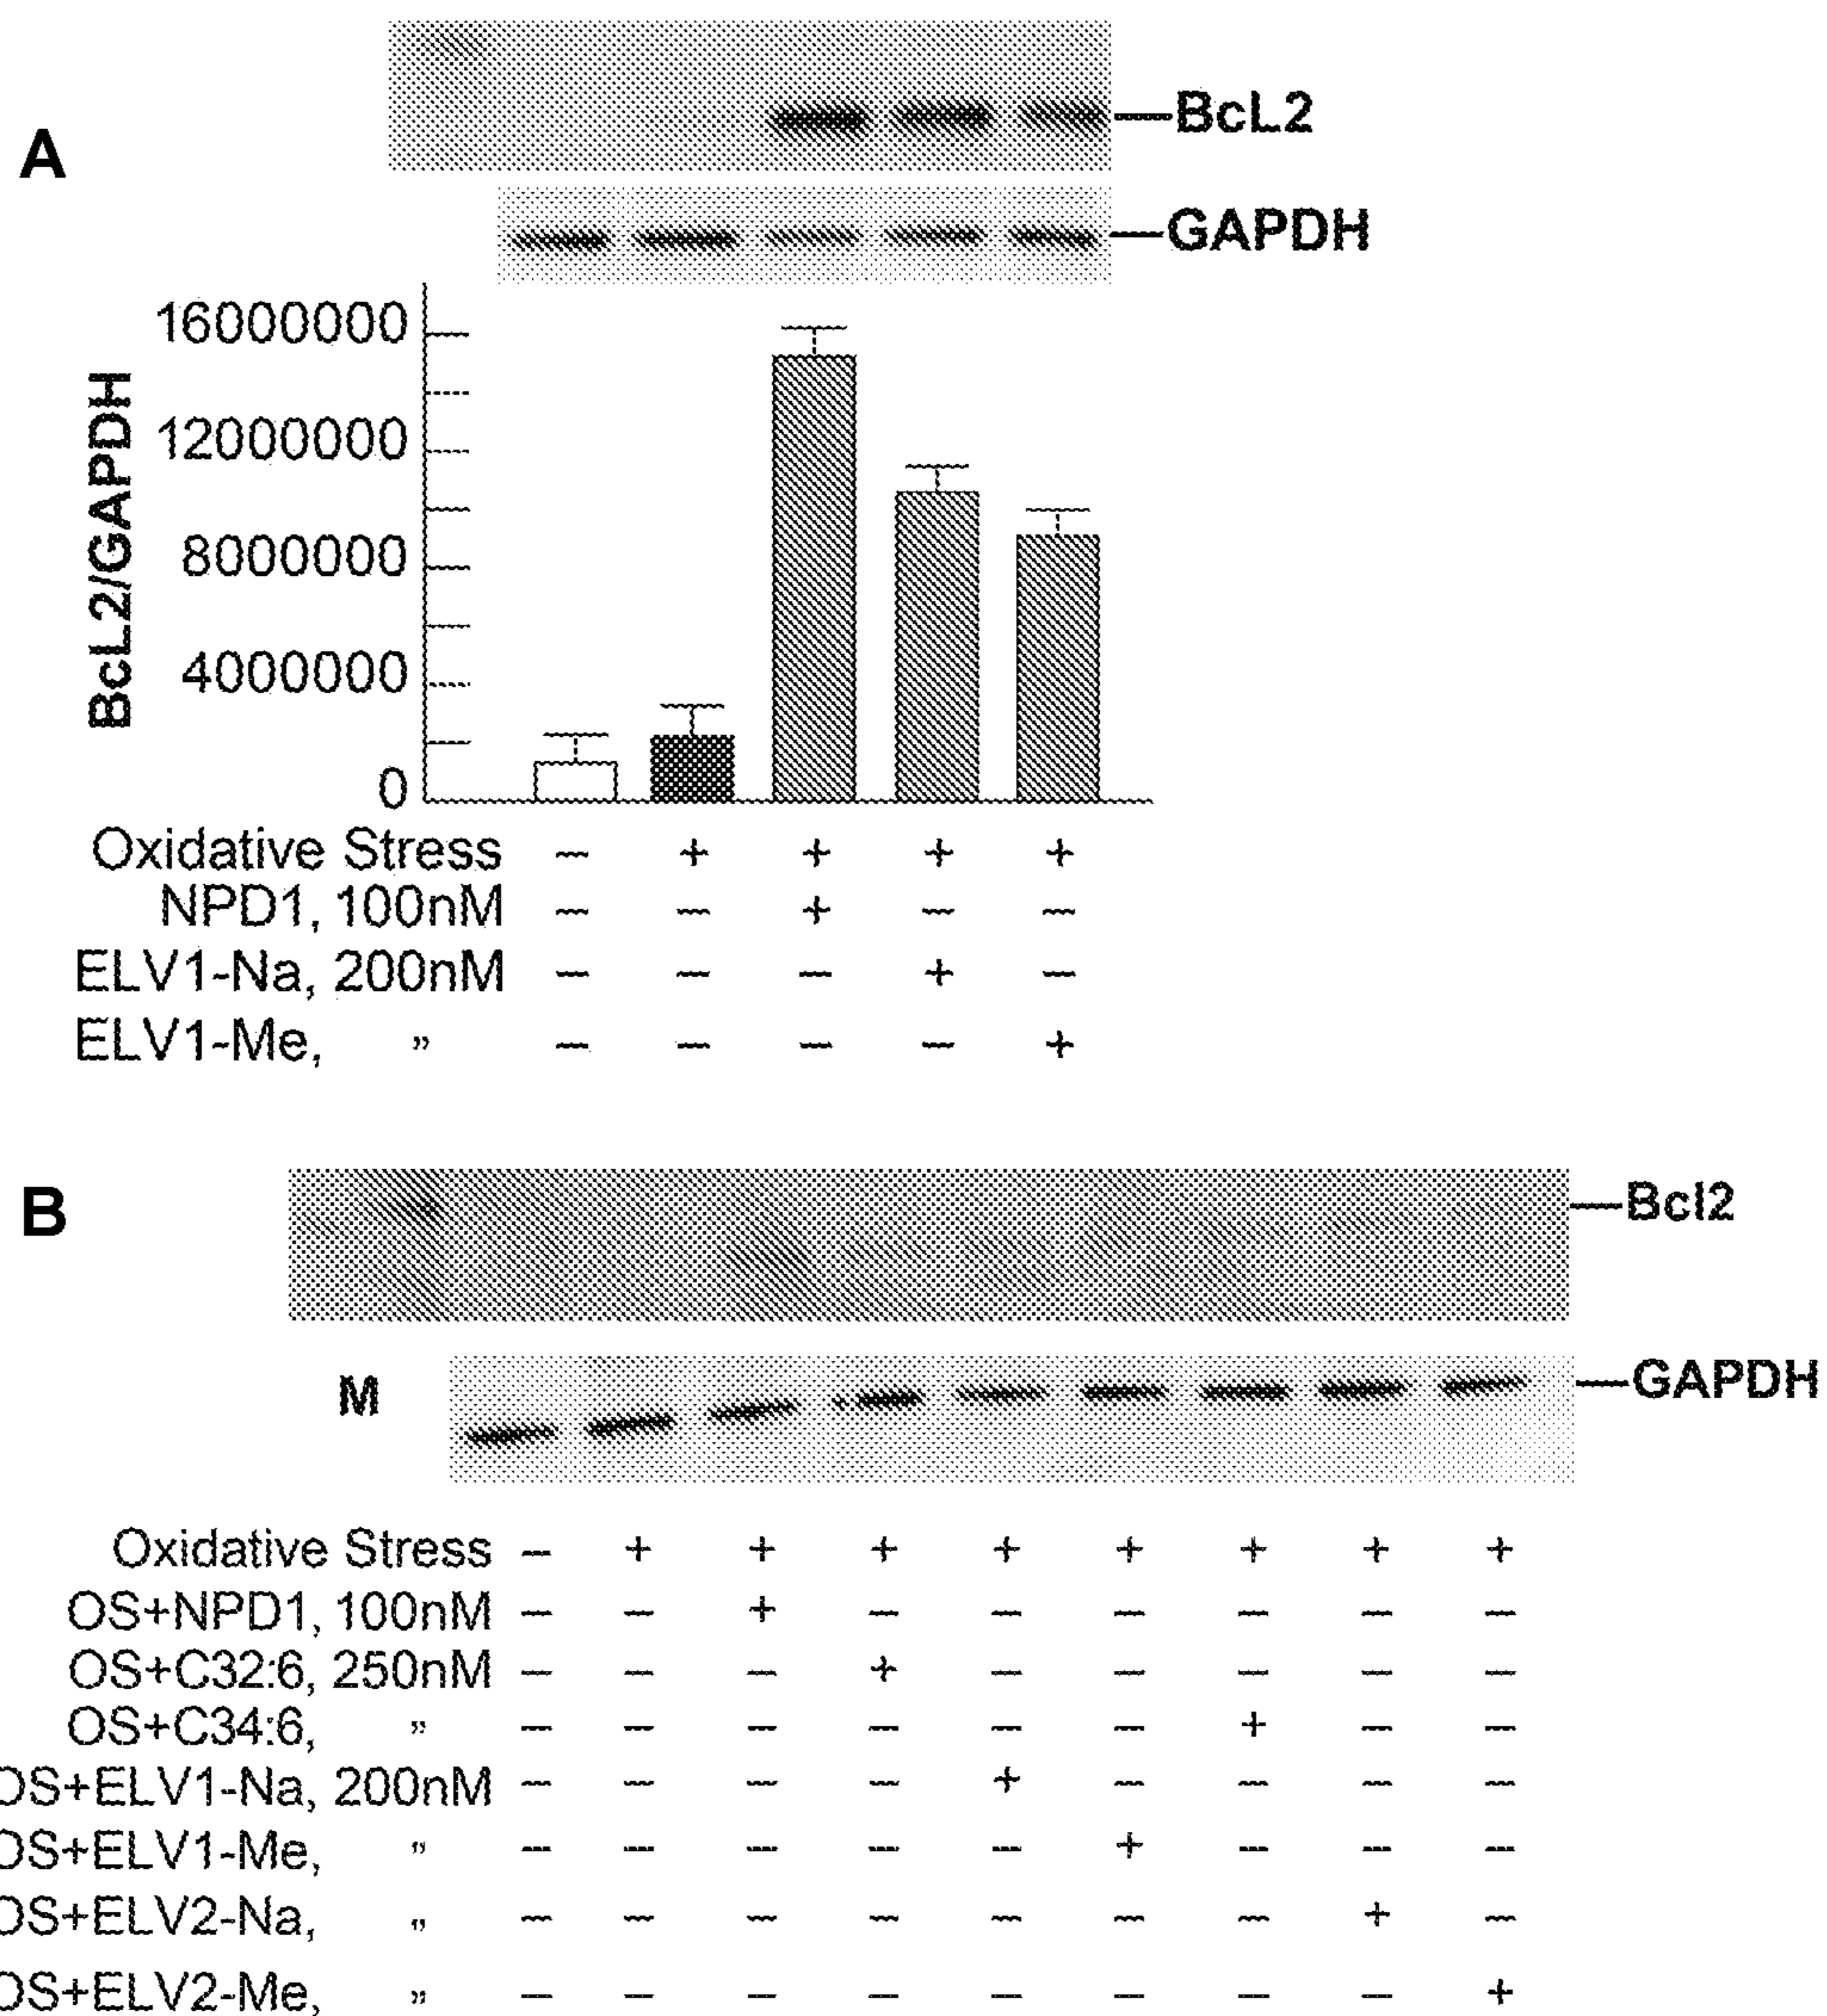 A
BcL2
GAPDH
BcL2/GAPDH
16000000
12000000
8000000
4000000
0
Oxidative Stress − + + + +
NPD1, 100nM − − + − −
ELV1-Na, 200nM − − − + −
ELV1-Me, " − − − − +
B
Bcl2
M
GAPDH
Oxidative Stress − + + + + + + + +
OS+NPD1, 100nM − − + − − − − − −
OS+C32:6, 250nM − − − + − − − − −
OS+C34:6, " − − − − − − + − −
OS+ELV1-Na, 200nM − − − − + − − − −
OS+ELV1-Me, " − − − − − + − − −
OS+ELV2-Na, " − − − − − − − + −
OS+ELV2-Me, " − − − − − − − − +